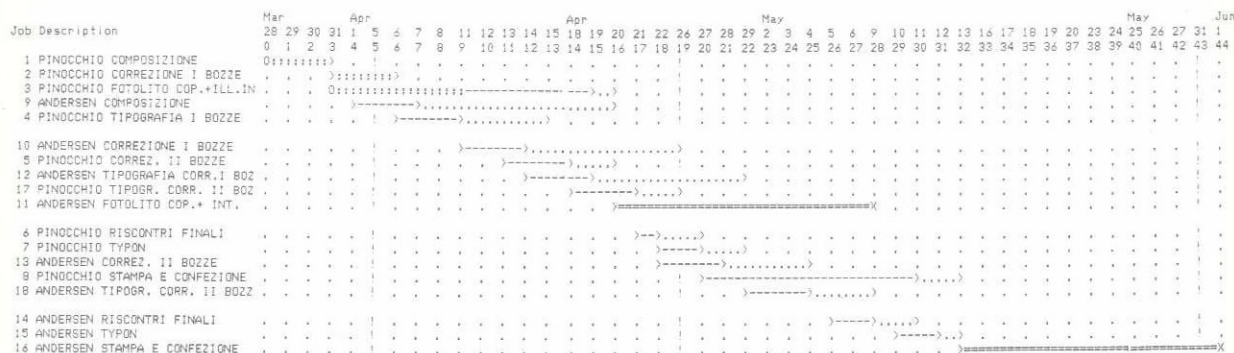 Mar Apr Apr May May Jun
Job Description 28 29 30 31 1 5 6 7 8 11 12 13 14 15 18 19 20 21 22 26 27 28 29 2 3 4 5 6 9 10 11 12 13 16 17 18 19 20 23 24 25 26 27 31 1
0 1 2 3 4 5 6 7 8 9 10 11 12 13 14 15 16 17 18 19 20 21 22 23 24 25 26 27 28 29 30 31 32 33 34 35 36 37 38 39 40 41 42 43 44
1 PINOCCHIO COMPOSIZIONE
2 PINOCCHIO CORREZIONE I BOZZE
3 PINOCCHIO FOTOLITO COP.+ILL.IN
9 ANDERSEN COMPOSIZIONE
4 PINOCCHIO TIPOGRAFIA I BOZZE
10 ANDERSEN CORREZIONE I BOZZE
5 PINOCCHIO CORREZ. II BOZZE
12 ANDERSEN TIPOGRAFIA CORR.I BOZ
17 PINOCCHIO TIPOGR. CORR. II BOZ
11 ANDERSEN FOTOLITO COP.+ INT.
6 PINOCCHIO RISCONTRI FINALI
7 PINOCCHIO TYPON
13 ANDERSEN CORREZ. II BOZZE
8 PINOCCHIO STAMPA E CONFEZIONE
18 ANDERSEN TIPOGR. CORR. II BOZZ
14 ANDERSEN RISCONTRI FINALI
15 ANDERSEN TYPON
16 ANDERSEN STAMPA E CONFEZIONE